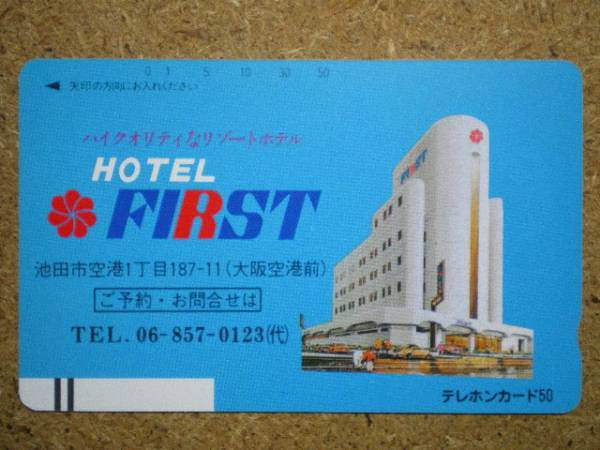 0 1 5 10 30 50
◀ 矢印の方向にお入れください
ハイクオリティなリゾートホテル
HOTEL
FIRST
FIRST
池田市空港1丁目187-11(大阪空港前)
ご予約・お問合せは
TEL. 06-857-0123(代)
テレホンカード50